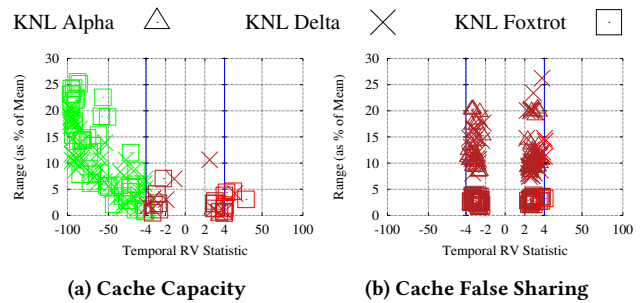 KNL Alpha KNL Delta KNL Foxtrot
Range (as % of Mean)
30
25
20
15
10
5
0
-100 -50 -4 -2 0 2 4 50 100
Temporal RV Statistic
(a) Cache Capacity
Range (as % of Mean)
30
25
20
15
10
5
0
-100 -50 -4 -2 0 2 4 50 100
Temporal RV Statistic
(b) Cache False Sharing